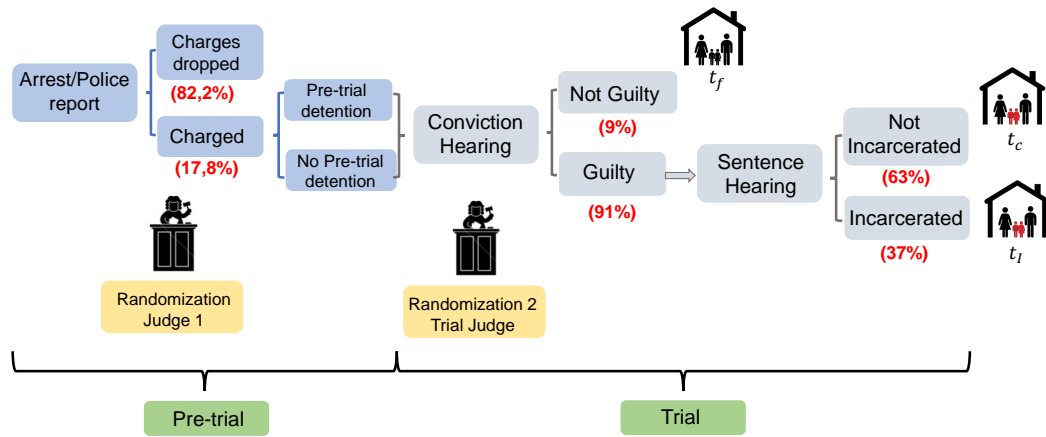 Arrest/Police
report
Charges
dropped
(82,2%)
Charged
(17,8%)
Pre-trial
detention
No Pre-trial
detention
Conviction
Hearing
Not Guilty
(9%)
Guilty
(91%)
t_f
Sentence
Hearing
Not
Incarcerated
(63%)
Incarcerated
(37%)
t_c
t_I
Randomization
Judge 1
Randomization 2
Trial Judge
Pre-trial
Trial